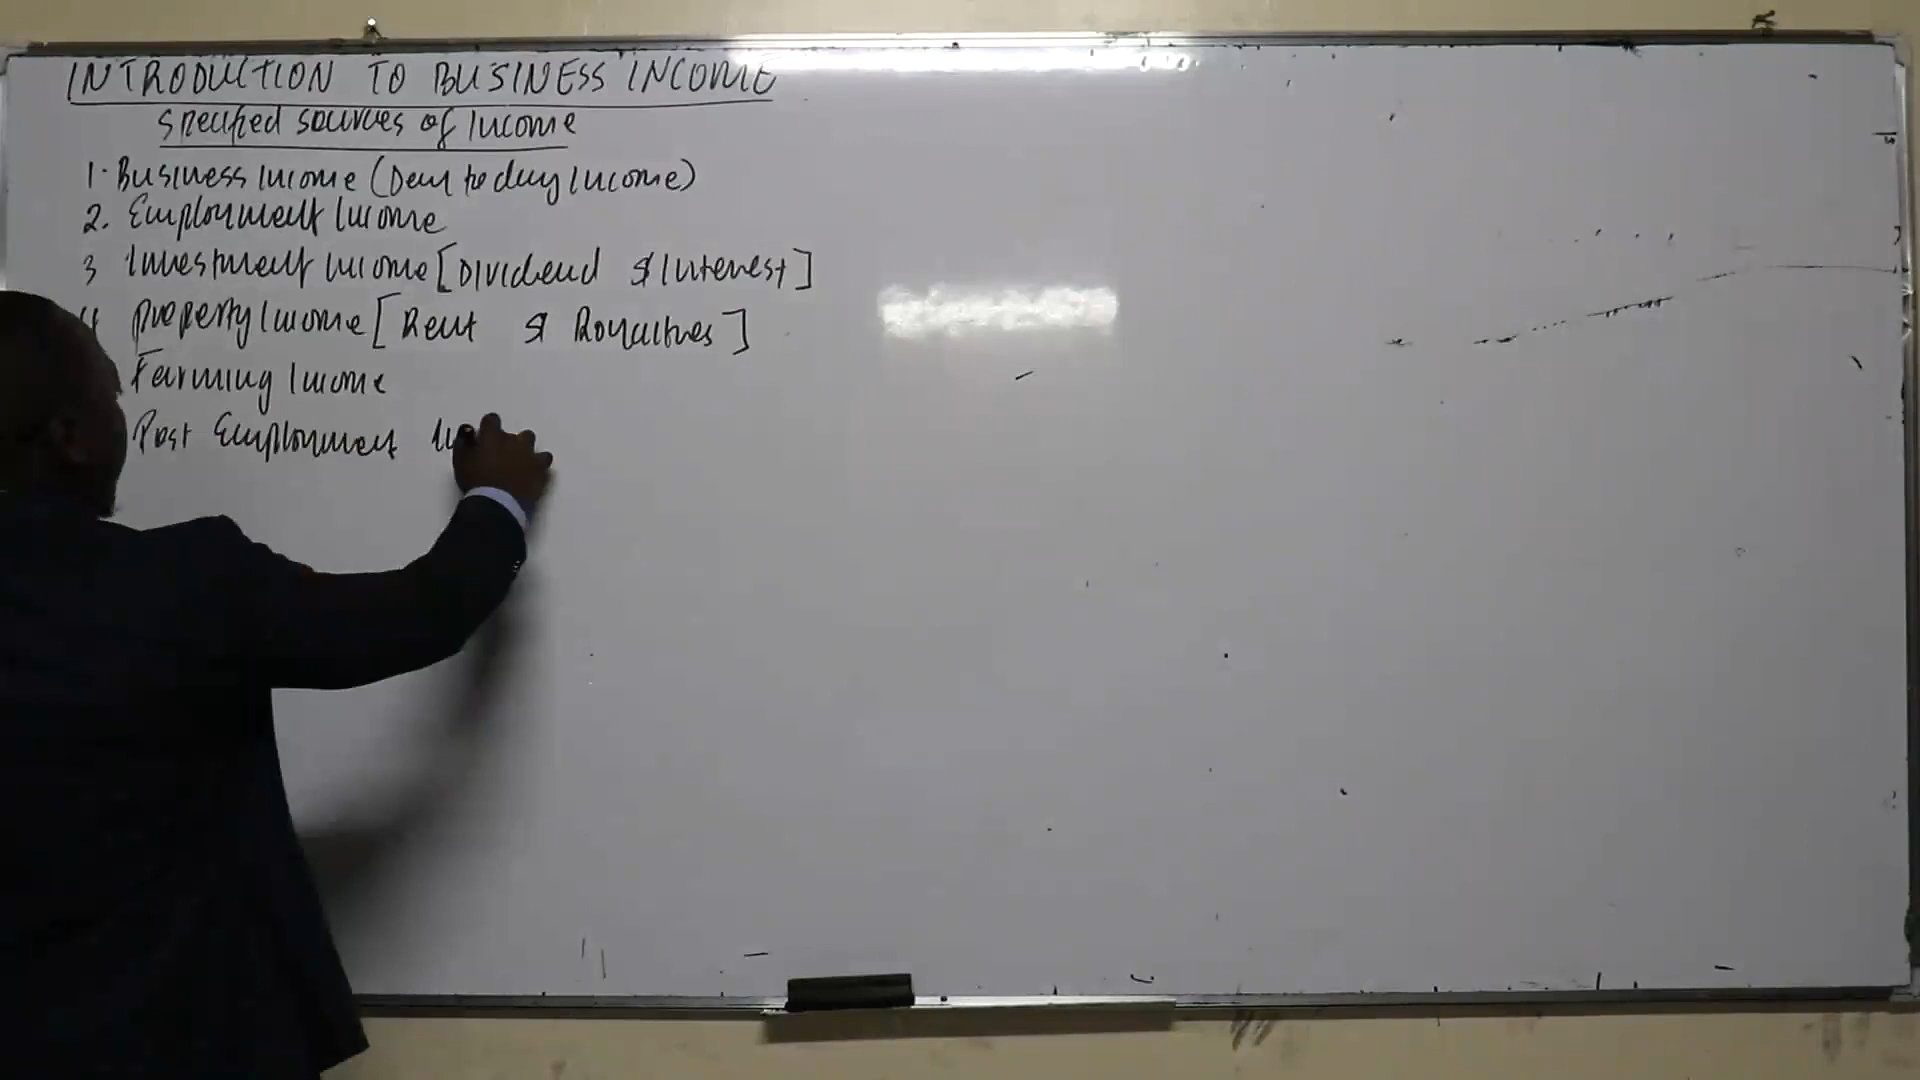 INTRODUCTION TO BUSINESS INCOME
Specified sources of Income
1. Business Income (Day to day Income)
2. Employment Income
3 Investment Income [Dividend & Interest]
4 Property Income [Rent & Royalties]
Farming Income
Post Employment